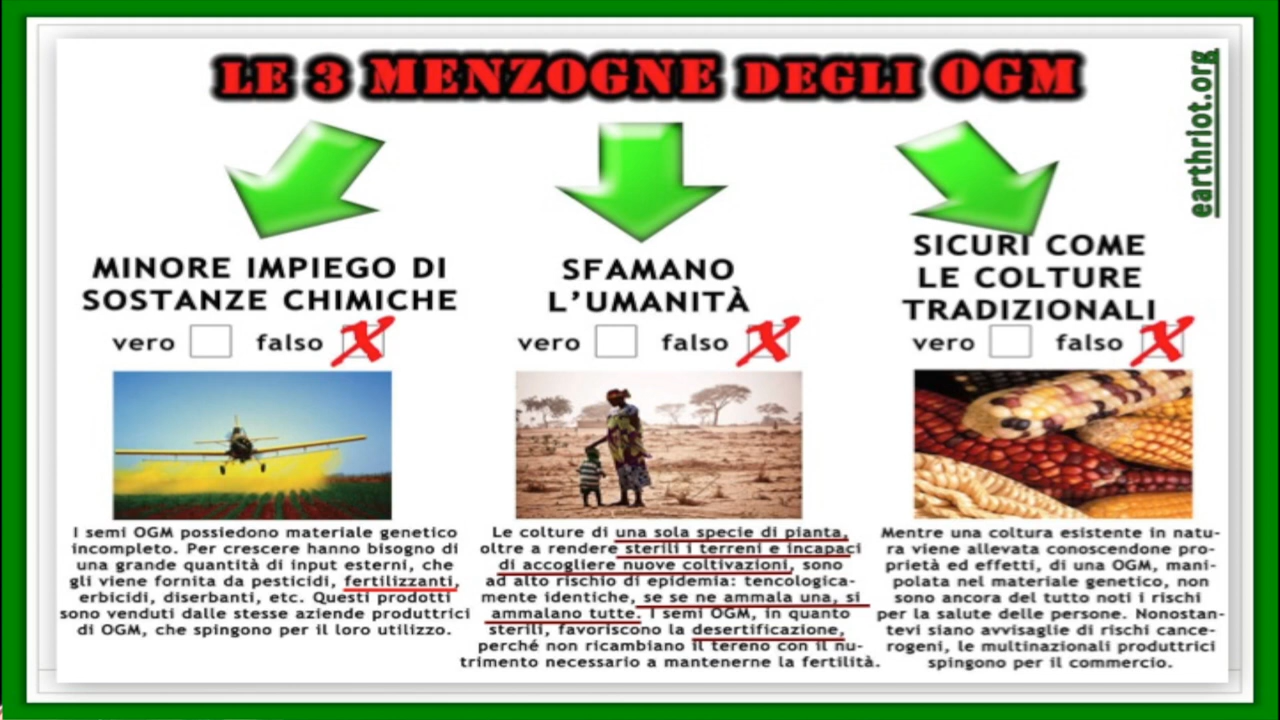 LE 3 MENZOGNE DEGLI OGM
earthriot.org
MINORE IMPIEGO DI
SOSTANZE CHIMICHE
vero falso X
I semi OGM possiedono materiale genetico
incompleto. Per crescere hanno bisogno di
una grande quantità di input esterni, che
gli viene fornita da pesticidi, fertilizzanti,
erbicidi, diserbanti, etc. Questi prodotti
sono venduti dalle stesse aziende produttrici
di OGM, che spingono per il loro utilizzo.
SFAMANO
L'UMANITÀ
vero falso X
Le colture di una sola specie di pianta,
oltre a rendere sterili i terreni e incapaci
di accogliere nuove coltivazioni, sono
ad alto rischio di epidemia: tencologica-
mente identiche, se se ne ammala una, si
ammalano tutte. I semi OGM, in quanto
sterili, favoriscono la desertificazione,
perché non ricambiano il tereno con il nu-
trimento necessario a mantenerne la fertilità.
SICURI COME
LE COLTURE
TRADIZIONALI
vero falso X
Mentre una coltura esistente in natu-
ra viene allevata conoscendone pro-
prietà ed effetti, di una OGM, mani-
polata nel materiale genetico, non
sono ancora del tutto noti i rischi
per la salute delle persone. Nonostan-
tevi siano avvisaglie di rischi cance-
rogeni, le multinazionali produttrici
spingono per il commercio.